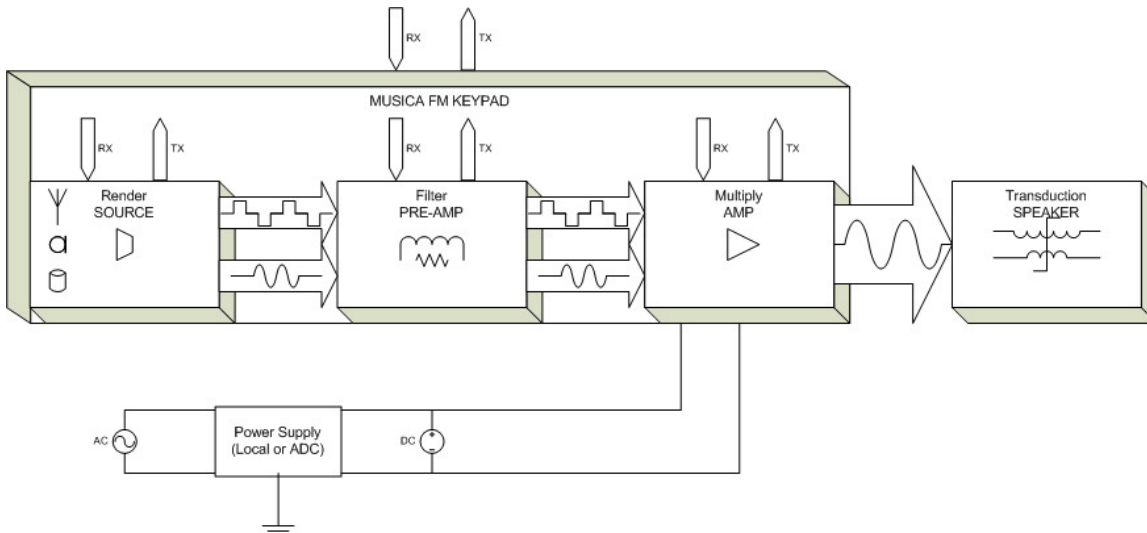 RX
TX
MUSICA FM KEYPAD
RX
TX
RX
TX
RX
TX
Render
SOURCE
Filter
PRE-AMP
Multiply
AMP
Transduction
SPEAKER
a
AC
Power Supply
(Local or ADC)
DC